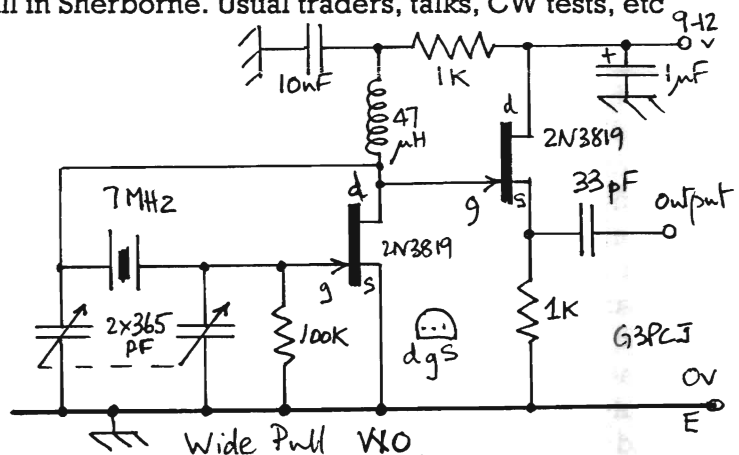 all in Sherborne. Usual traders, talks, CW tests, etc
9-12
v
10nF
1K
+
1µF
47
µH
d
2N3819
g
s
33pF
output
7MHz
d
2N3819
g
s
2x365
pF
100K
dgs
1K
G3PCJ
0v
E
Wide Pull VXO